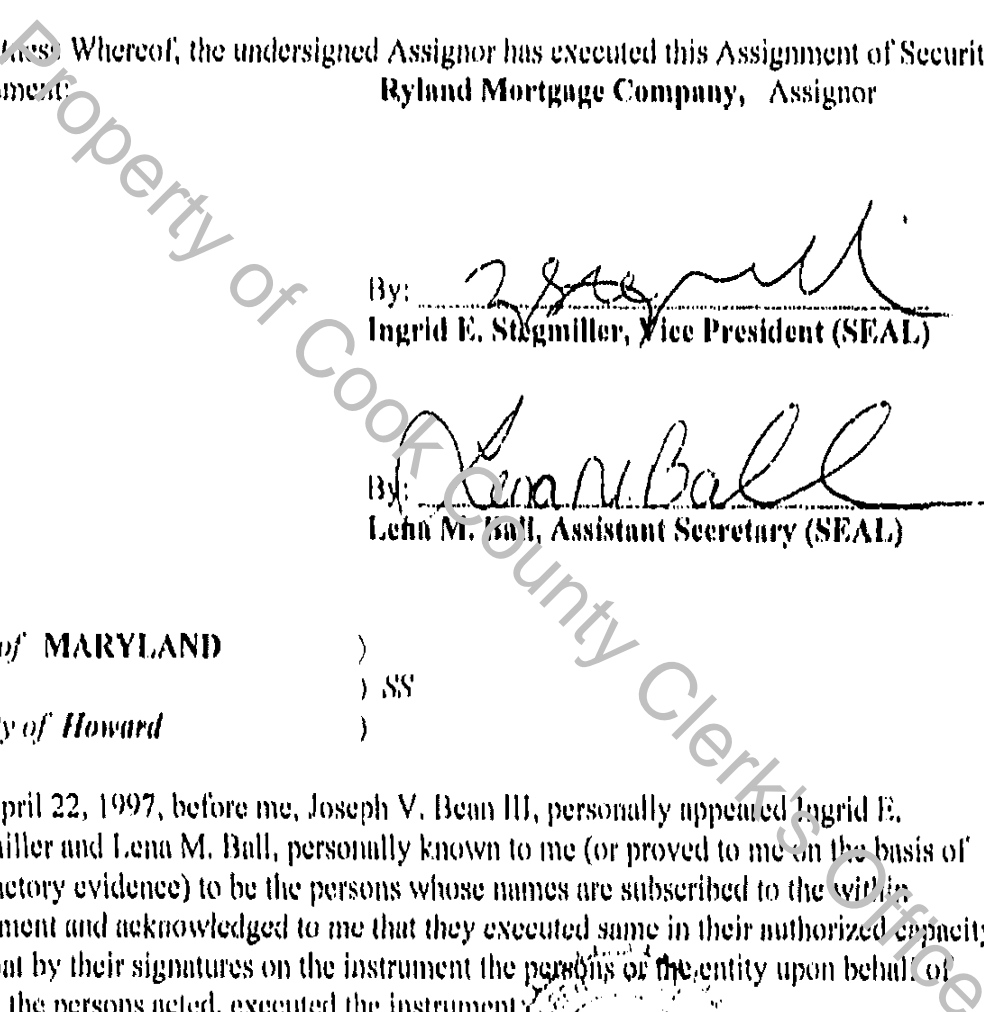 Whereof, the undersigned Assignor has executed this Assignment of Securit
ment:
Ryland Mortgage Company, Assignor
By:
Ingrid E. Stegmiller, Vice President (SEAL)
By: Lena M. Ball
Lena M. Ball, Assistant Secretary (SEAL)
of MARYLAND )
) SS
y of Howard )
pril 22, 1997, before me, Joseph V. Bean III, personally appeared Ingrid E.
iller and Lena M. Ball, personally known to me (or proved to me on the basis of
actory evidence) to be the persons whose names are subscribed to the within
ment and acknowledged to me that they executed same in their authorized capacity
at by their signatures on the instrument the persons or the entity upon behalf of
the persons acted, executed the instrument
Property of Cook County Clerk's Office